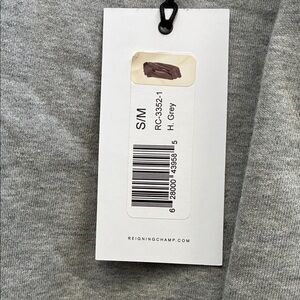 S/M
RC-3352-1
H. Grey
6 28000 43958 5
REIGNINGCHAMP.COM